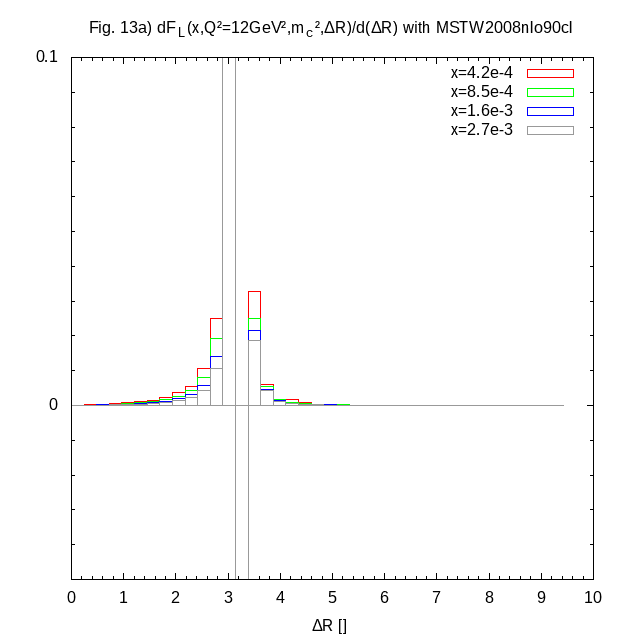 Fig. 13a) dF_L(x,Q²=12GeV²,m_c²,ΔR)/d(ΔR) with MSTW2008nlo90cl
0.1
x=4.2e-4
x=8.5e-4
x=1.6e-3
x=2.7e-3
0
0 1 2 3 4 5 6 7 8 9 10
ΔR []